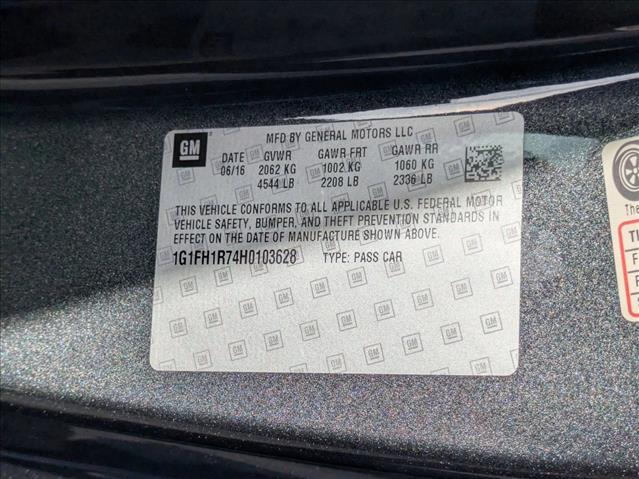 GM
MFD BY GENERAL MOTORS LLC
DATE GVWR GAWR FRT GAWR RR
06/16 2062 KG 1002 KG 1060 KG
4544 LB 2208 LB 2336 LB
THIS VEHICLE CONFORMS TO ALL APPLICABLE U.S. FEDERAL MOTOR
VEHICLE SAFETY, BUMPER, AND THEFT PREVENTION STANDARDS IN
EFFECT ON THE DATE OF MANUFACTURE SHOWN ABOVE.
1G1FH1R74H0103628 TYPE: PASS CAR